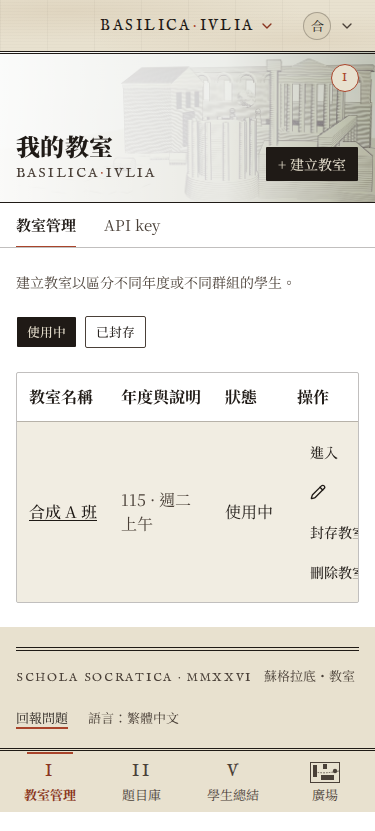 BASILICA·IVLIA
合
I
我的教室
BASILICA·IVLIA
+ 建立教室
教室管理
API key
建立教室以區分不同年度或不同群組的學生。
使用中
已封存
教室名稱
年度與說明
狀態
操作
合成 A 班
115 · 週二
上午
使用中
進入
封存教
刪除教
SCHOLA SOCRATICA · MMXXVI
蘇格拉底・教室
回報問題
語言：繁體中文
I
教室管理
II
題目庫
V
學生總結
廣場